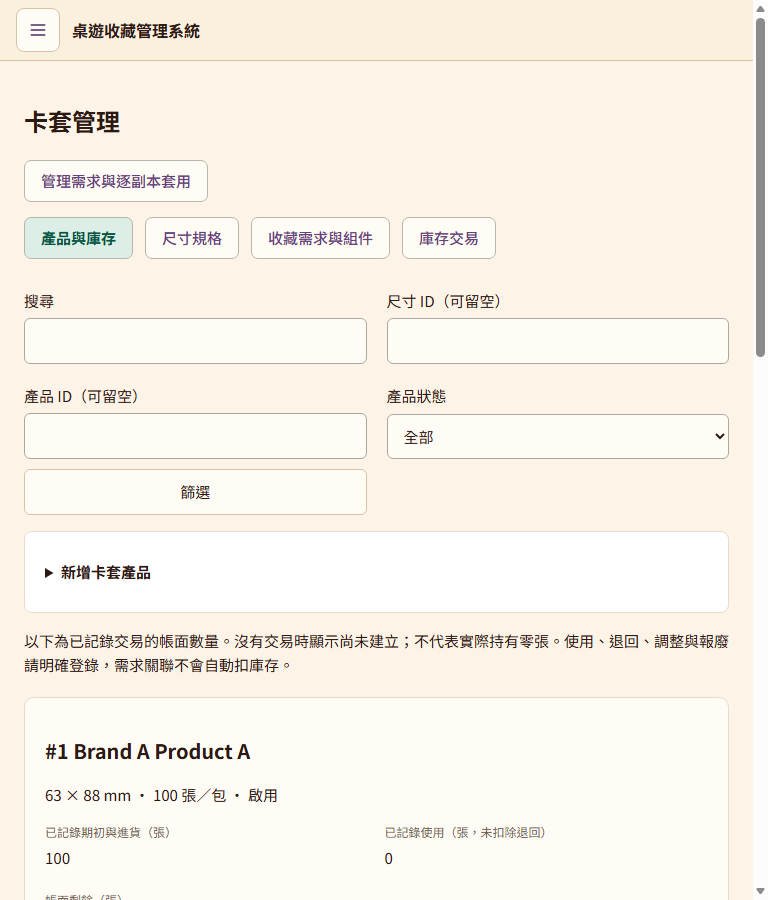 桌遊收藏管理系統
卡套管理
管理需求與逐副本套用
產品與庫存
尺寸規格
收藏需求與組件
庫存交易
搜尋
尺寸 ID（可留空）
產品 ID（可留空）
產品狀態
全部
篩選
新增卡套產品
以下為已記錄交易的帳面數量。沒有交易時顯示尚未建立；不代表實際持有零張。使用、退回、調整與報廢
請明確登錄，需求關聯不會自動扣庫存。
#1 Brand A Product A
63 × 88 mm · 100 張／包 · 啟用
已記錄期初與進貨（張）
已記錄使用（張，未扣除退回）
100
0
帳面剩餘（張）